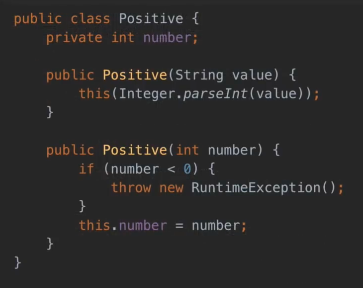 public class Positive {
    private int number;

    public Positive(String value) {
        this(Integer.parseInt(value));
    }

    public Positive(int number) {
        if (number < 0) {
            throw new RuntimeException();
        }
        this.number = number;
    }
}